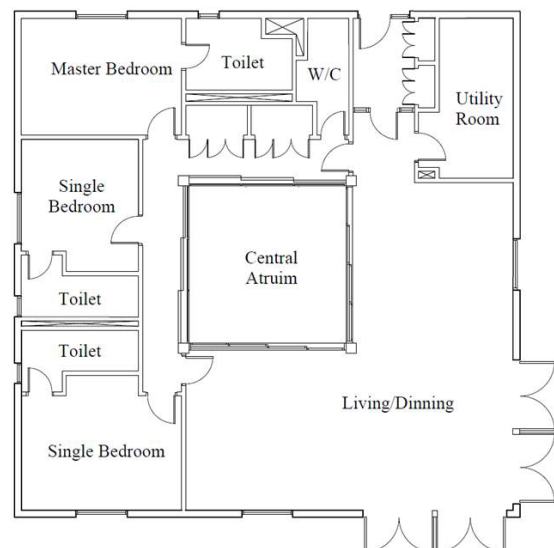 Master Bedroom
Toilet
W/C
Utility
Room
Single
Bedroom
Central
Atruim
Toilet
Toilet
Living/Dinning
Single Bedroom